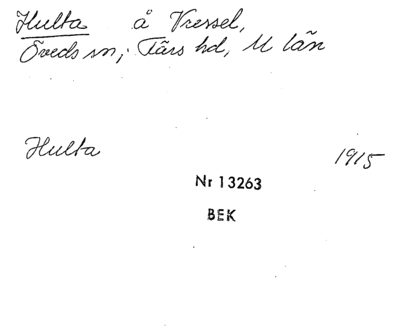 Hulta å Vressel,
Öveds sn; Färs hd, M län
Hulta 1915
Nr 13263
BEK